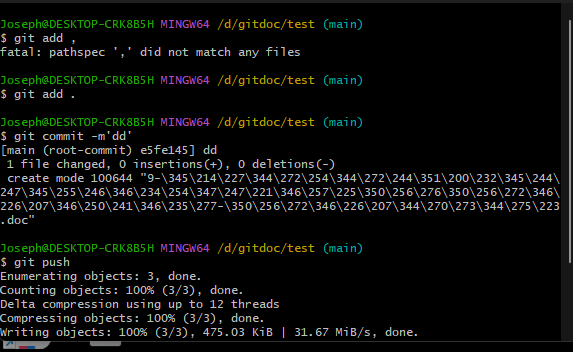 Joseph@DESKTOP-CRK8B5H MINGW64 /d/gitdoc/test (main)
$ git add ,
fatal: pathspec ',' did not match any files
Joseph@DESKTOP-CRK8B5H MINGW64 /d/gitdoc/test (main)
$ git add .
Joseph@DESKTOP-CRK8B5H MINGW64 /d/gitdoc/test (main)
$ git commit -m'dd'
[main (root-commit) e5fe145] dd
 1 file changed, 0 insertions(+), 0 deletions(-)
 create mode 100644 "9-\345\214\227\344\272\254\344\272\244\351\200\232\345\244\
247\345\255\246\346\234\254\347\247\221\346\257\225\350\256\276\350\256\272\346\
226\207\346\250\241\346\235\277-\350\256\272\346\226\207\344\270\273\344\275\223
.doc"
Joseph@DESKTOP-CRK8B5H MINGW64 /d/gitdoc/test (main)
$ git push
Enumerating objects: 3, done.
Counting objects: 100% (3/3), done.
Delta compression using up to 12 threads
Compressing objects: 100% (3/3), done.
Writing objects: 100% (3/3), 475.03 KiB | 31.67 MiB/s, done.